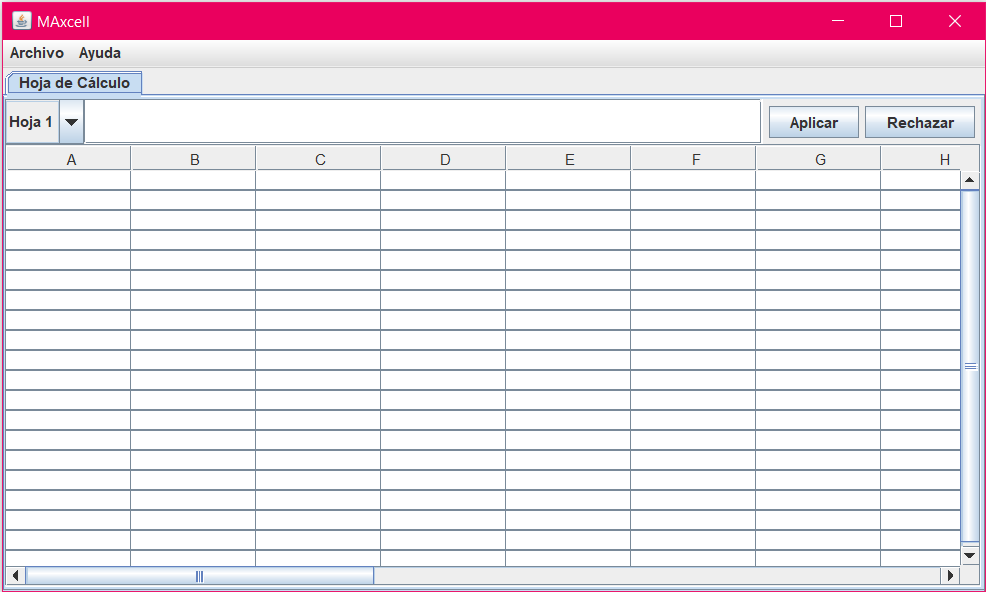 MAxcell
Archivo Ayuda
Hoja de Cálculo
Hoja 1 Aplicar Rechazar
A B C D E F G H